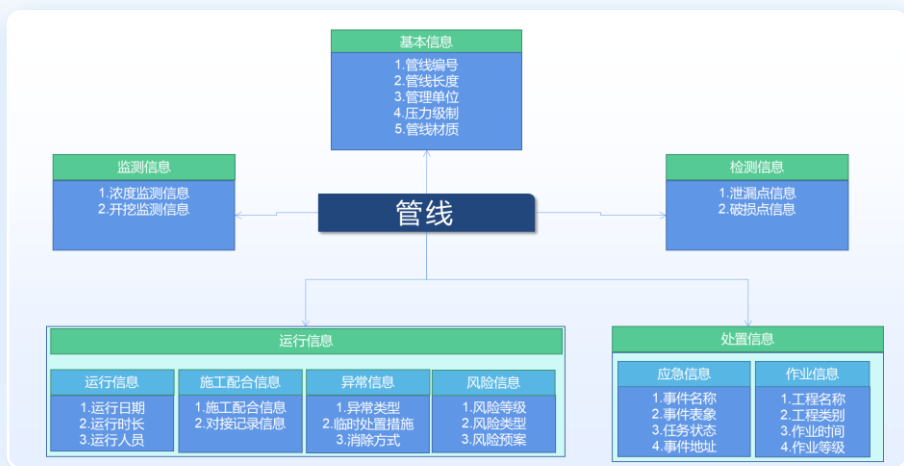 基本信息
1.管线编号
2.管线长度
3.管理单位
4.压力级制
5.管线材质
监测信息
1.浓度监测信息
2.开挖监测信息
管线
检测信息
1.泄漏点信息
2.破损点信息
运行信息
运行信息
1.运行日期
2.运行时长
3.运行人员
施工配合信息
1.施工配合信息
2.对接记录信息
异常信息
1.异常类型
2.临时处置措施
3.消除方式
风险信息
1.风险等级
2.风险类型
3.风险预案
处置信息
应急信息
1.事件名称
2.事件表象
3.任务状态
4.事件地址
作业信息
1.工程名称
2.工程类别
3.作业时间
4.作业等级